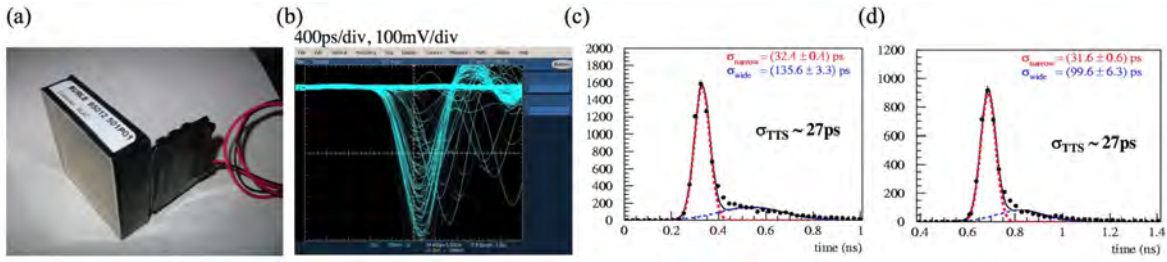 (a)
(b)
400ps/div, 100mV/div
(c)
2000
1800
1600
1400
1200
1000
800
600
400
200
0
0
0.2
0.4
0.6
0.8
1
time (ns)
σnarrow = (32.4 ± 0.4) ps
σwide = (135.6 ± 3.3) ps
σTTS ~ 27ps
(d)
1200
1000
800
600
400
200
0
0.4
0.6
0.8
1
1.2
1.4
time (ns)
σnarrow = (31.6 ± 0.6) ps
σwide = (99.6 ± 6.3) ps
σTTS ~ 27ps